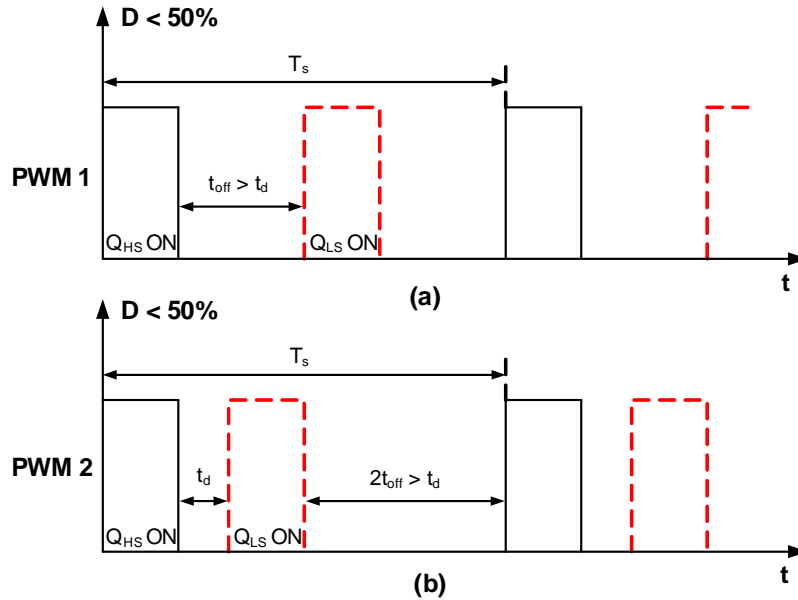 D < 50%
Ts
PWM 1
toff > td
QHS ON
QLS ON
t
(a)
D < 50%
Ts
PWM 2
td
2toff > td
QHS ON
QLS ON
t
(b)